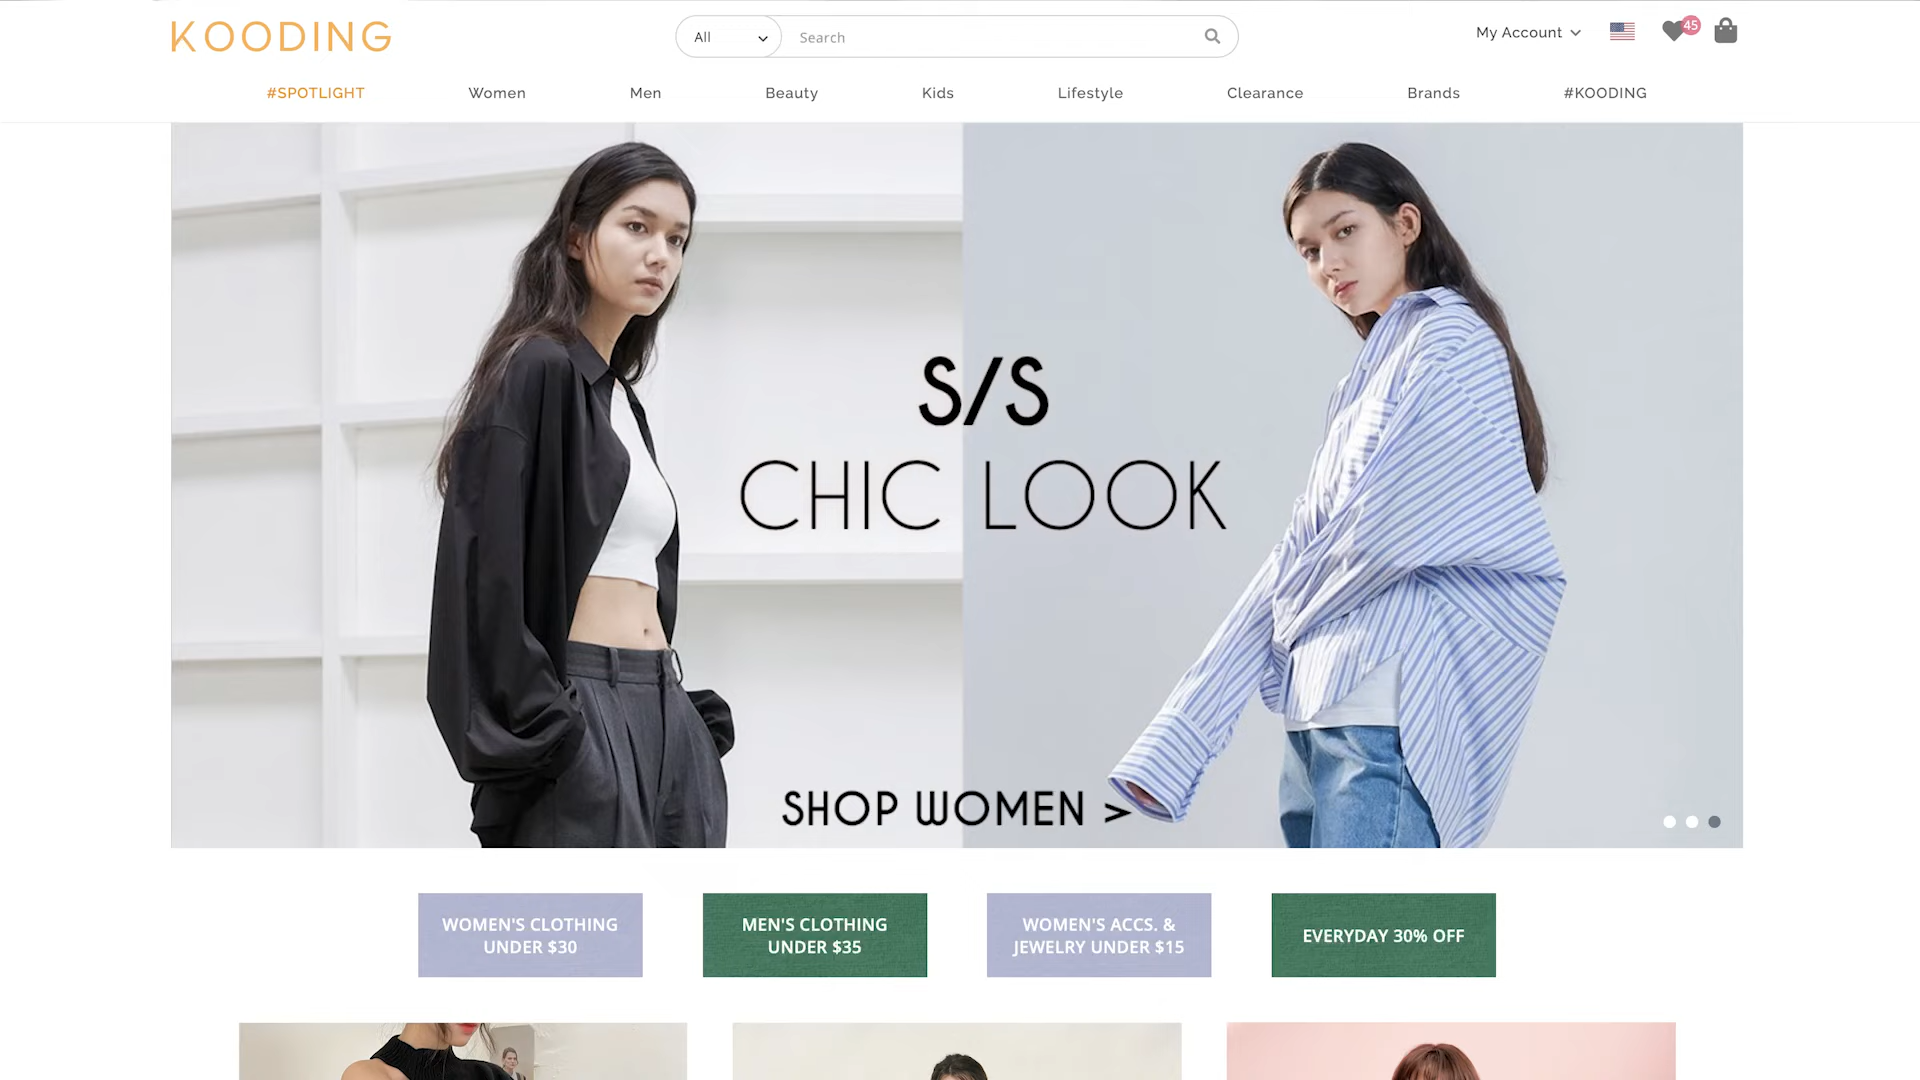 KOODING
All
Search
My Account
45
#SPOTLIGHT
Women
Men
Beauty
Kids
Lifestyle
Clearance
Brands
#KOODING
S/S
CHIC LOOK
SHOP WOMEN >
WOMEN'S CLOTHING
UNDER $30
MEN'S CLOTHING
UNDER $35
WOMEN'S ACCS. &
JEWELRY UNDER $15
EVERYDAY 30% OFF